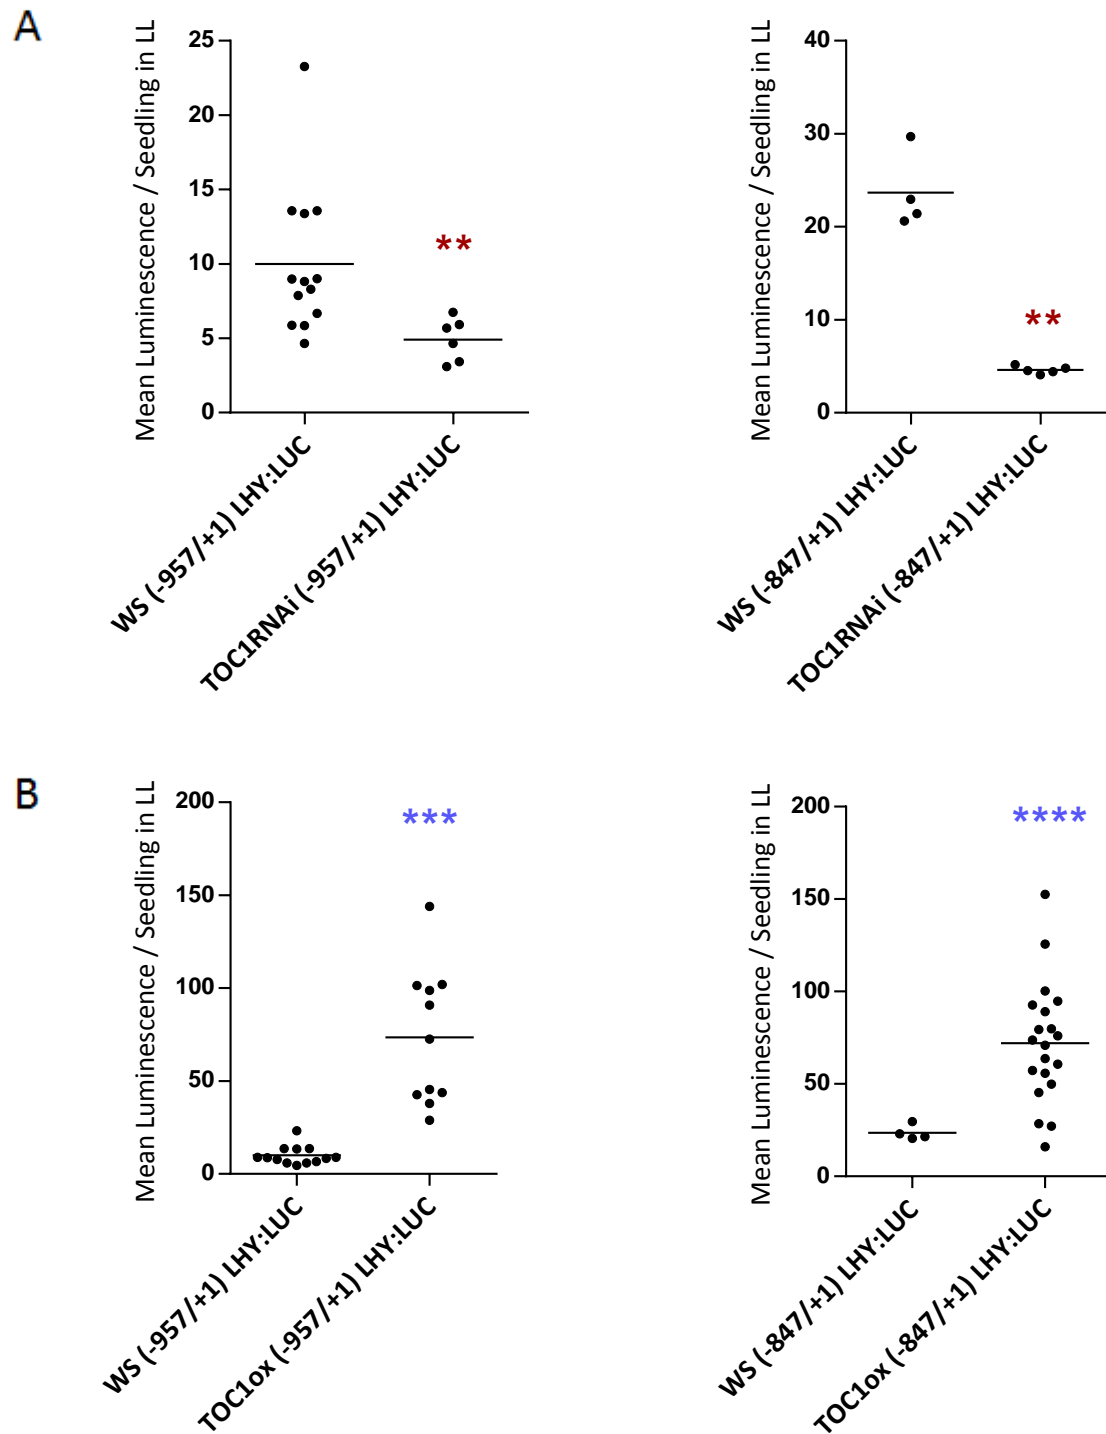 A
Mean Luminescence / Seedling in LL
25
20
15
10
5
0
**
WS (-957/+1) LHY:LUC
TOC1RNAi (-957/+1) LHY:LUC
Mean Luminescence / Seedling in LL
40
30
20
10
0
**
WS (-847/+1) LHY:LUC
TOC1RNAi (-847/+1) LHY:LUC
B
Mean Luminescence / Seedling in LL
200
150
100
50
0
***
WS (-957/+1) LHY:LUC
TOC1ox (-957/+1) LHY:LUC
Mean Luminescence / Seedling in LL
200
150
100
50
0
****
WS (-847/+1) LHY:LUC
TOC1ox (-847/+1) LHY:LUC